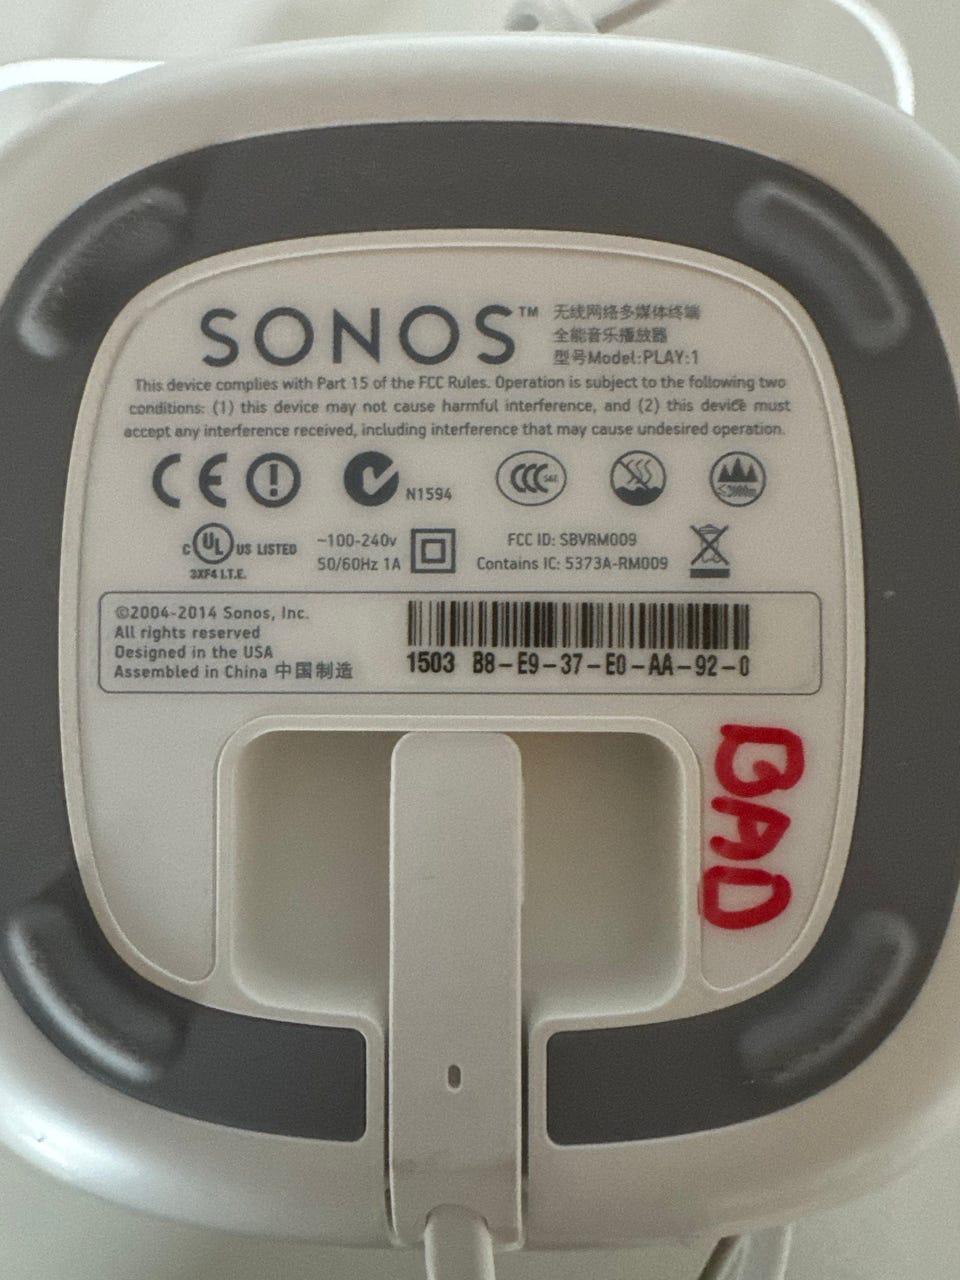 SONOS™
无线网络多媒体终端
全能音乐播放器
型号Model:PLAY:1
This device complies with Part 15 of the FCC Rules. Operation is subject to the following two
conditions: (1) this device may not cause harmful interference, and (2) this device must
accept any interference received, including interference that may cause undesired operation.
CE
N1594
CCC S&E
≤2000m
C UL US LISTED
3XF4 I.T.E.
~100-240v
50/60Hz 1A
FCC ID: SBVRM009
Contains IC: 5373A-RM009
©2004-2014 Sonos, Inc.
All rights reserved
Designed in the USA
Assembled in China 中国制造
1503 B8-E9-37-E0-AA-92-0
BAD